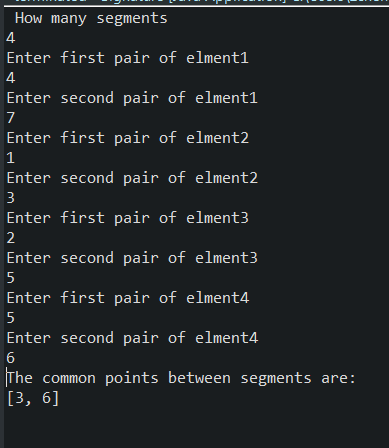 How many segments
4
Enter first pair of elment1
4
Enter second pair of elment1
7
Enter first pair of elment2
1
Enter second pair of elment2
3
Enter first pair of elment3
2
Enter second pair of elment3
5
Enter first pair of elment4
5
Enter second pair of elment4
6
The common points between segments are:
[3, 6]